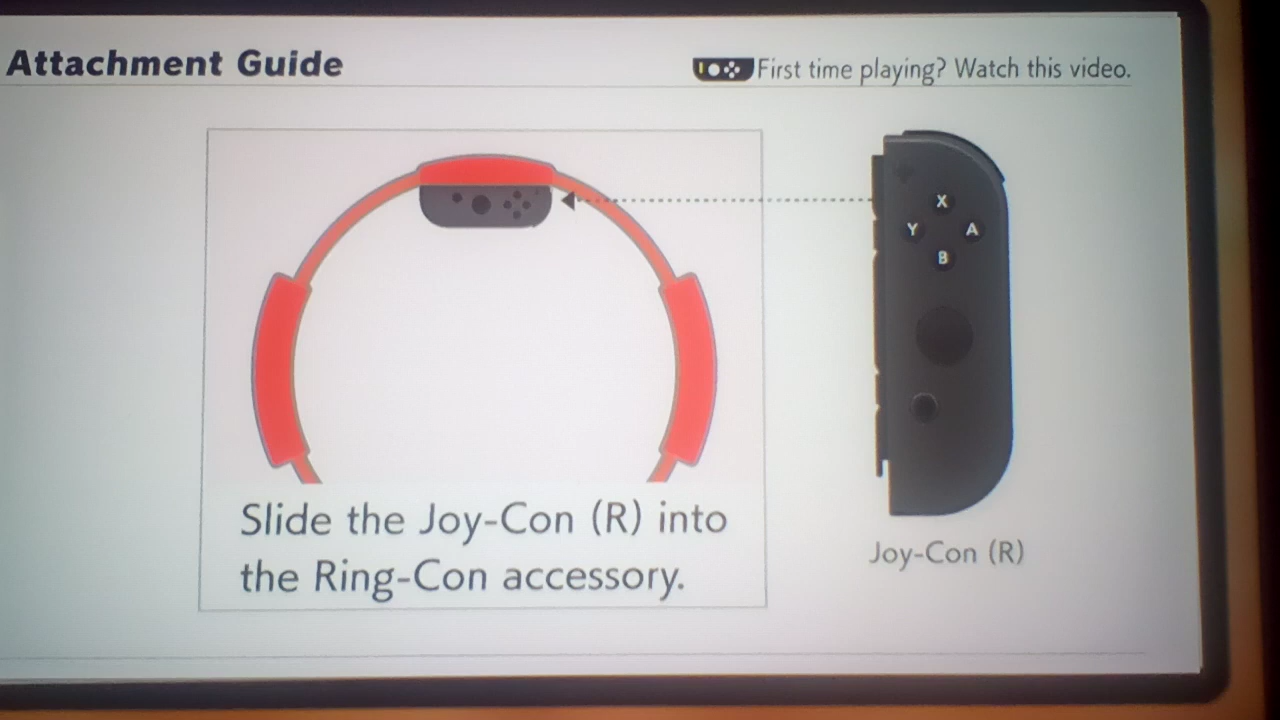 Attachment Guide
First time playing? Watch this video.
X
Y A
B
Slide the Joy-Con (R) into
the Ring-Con accessory.
Joy-Con (R)